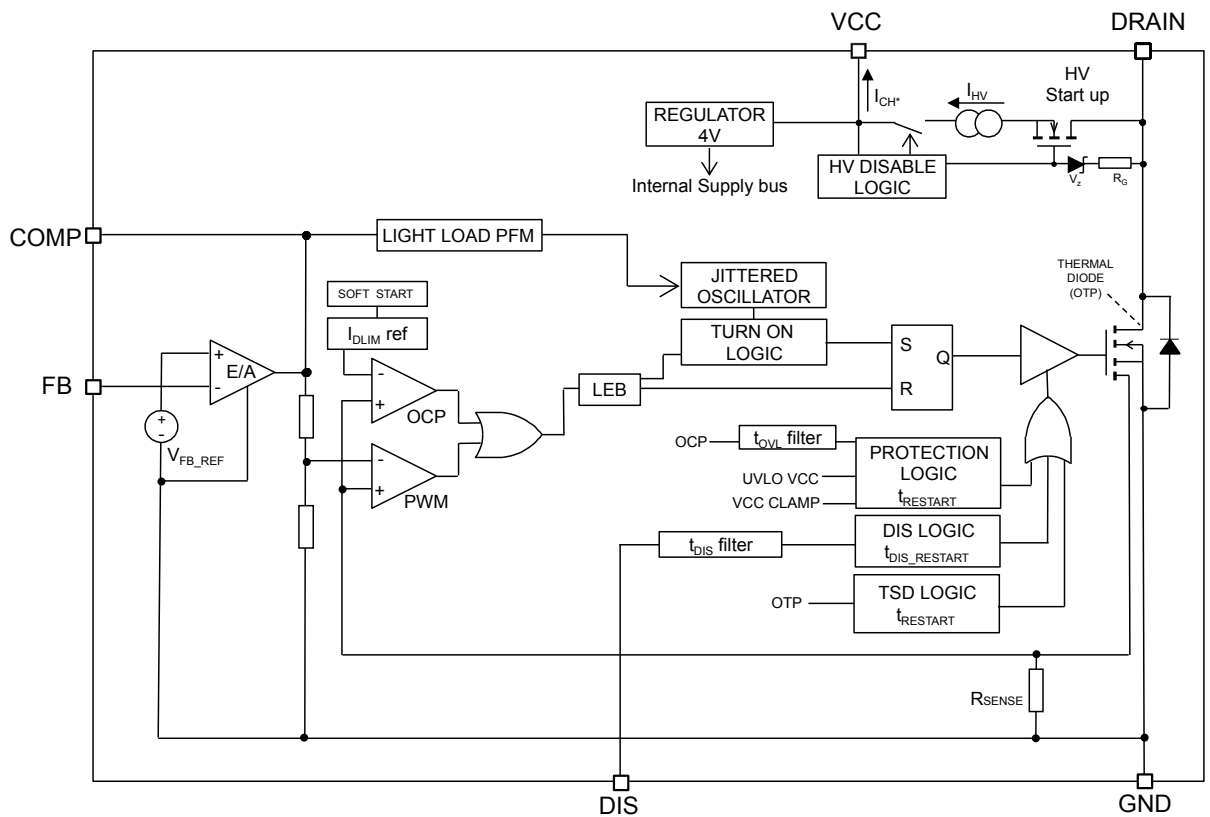 VCC
DRAIN
HV
Start up
I_HV
I_CH*
REGULATOR
4V
Internal Supply bus
HV DISABLE
LOGIC
V_Z
R_G
COMP
LIGHT LOAD PFM
JITTERED
OSCILLATOR
THERMAL
DIODE
(OTP)
SOFT START
I_DLIM ref
TURN ON
LOGIC
S
Q
R
FB
+
E/A
-
-
+
OCP
LEB
+
-
V_FB_REF
-
+
PWM
OCP
t_OVL filter
PROTECTION
LOGIC
t_RESTART
UVLO VCC
VCC CLAMP
t_DIS filter
DIS LOGIC
t_DIS_RESTART
OTP
TSD LOGIC
t_RESTART
R_SENSE
DIS
GND